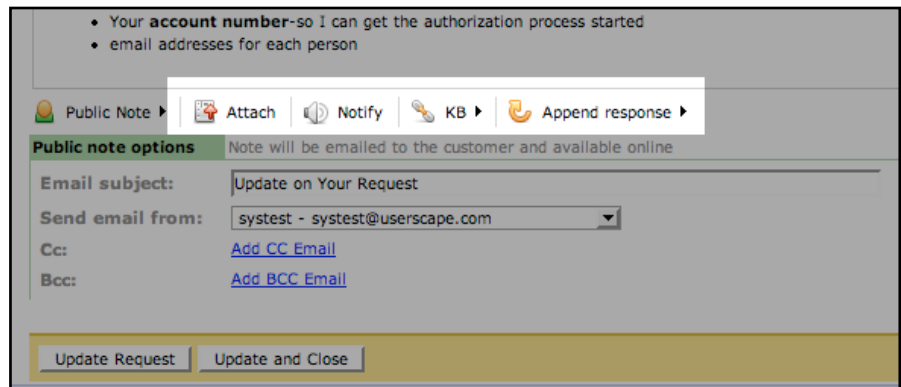 Your account number-so I can get the authorization process started
email addresses for each person
Public Note Attach Notify KB Append response
Public note options Note will be emailed to the customer and available online
Email subject: Update on Your Request
Send email from: systest - systest@userscape.com
Cc: Add CC Email
Bcc: Add BCC Email
Update Request Update and Close